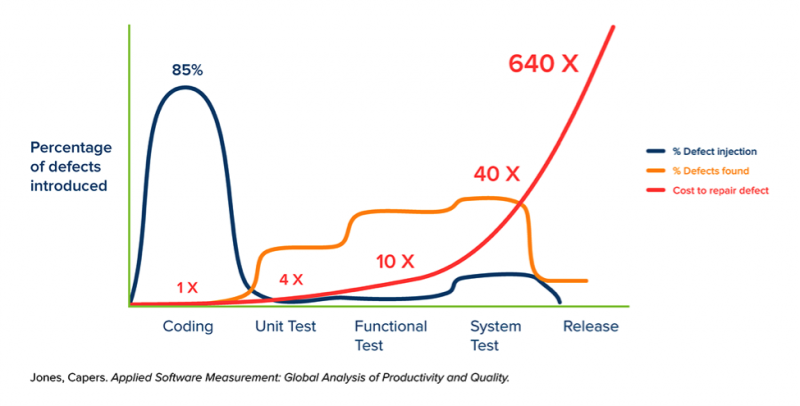 85%
640 X
Percentage
of defects
introduced
% Defect injection
% Defects found
Cost to repair defect
40 X
10 X
4 X
1 X
Coding
Unit Test
Functional
Test
System
Test
Release
Jones, Capers. Applied Software Measurement: Global Analysis of Productivity and Quality.